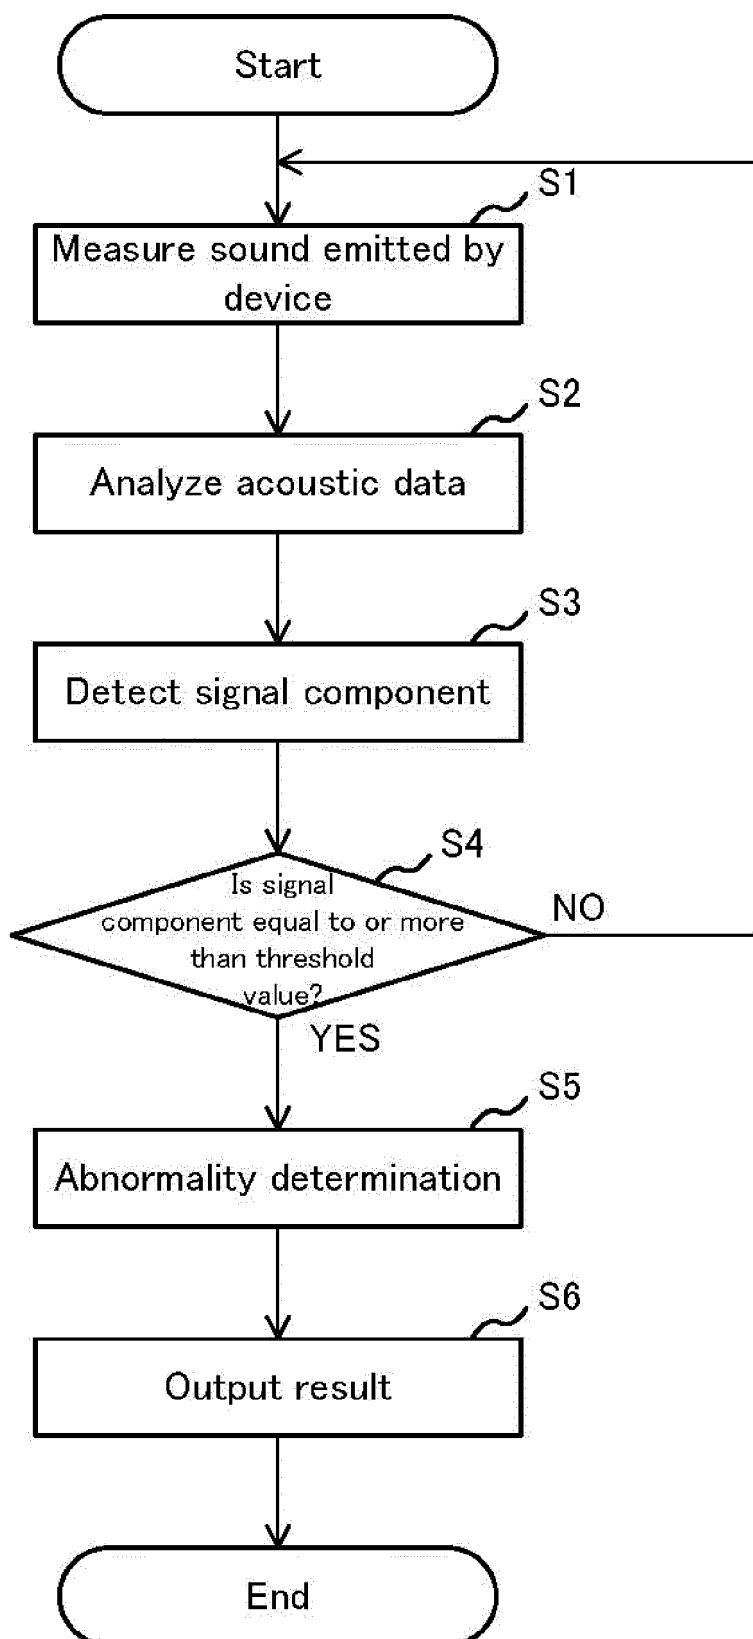 Start
S1
Measure sound emitted by
device
S2
Analyze acoustic data
S3
Detect signal component
S4
Is signal
component equal to or more
than threshold
value?
NO
YES
S5
Abnormality determination
S6
Output result
End